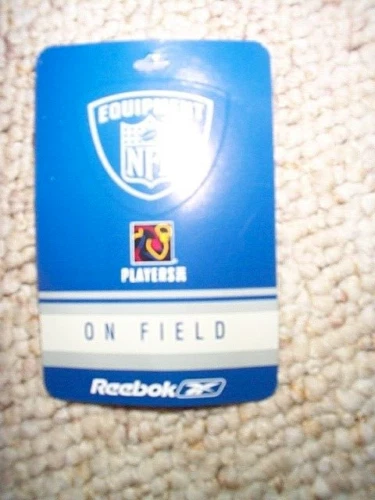 EQUIPMENT
NFL
PLAYERS
ON FIELD
Reebok